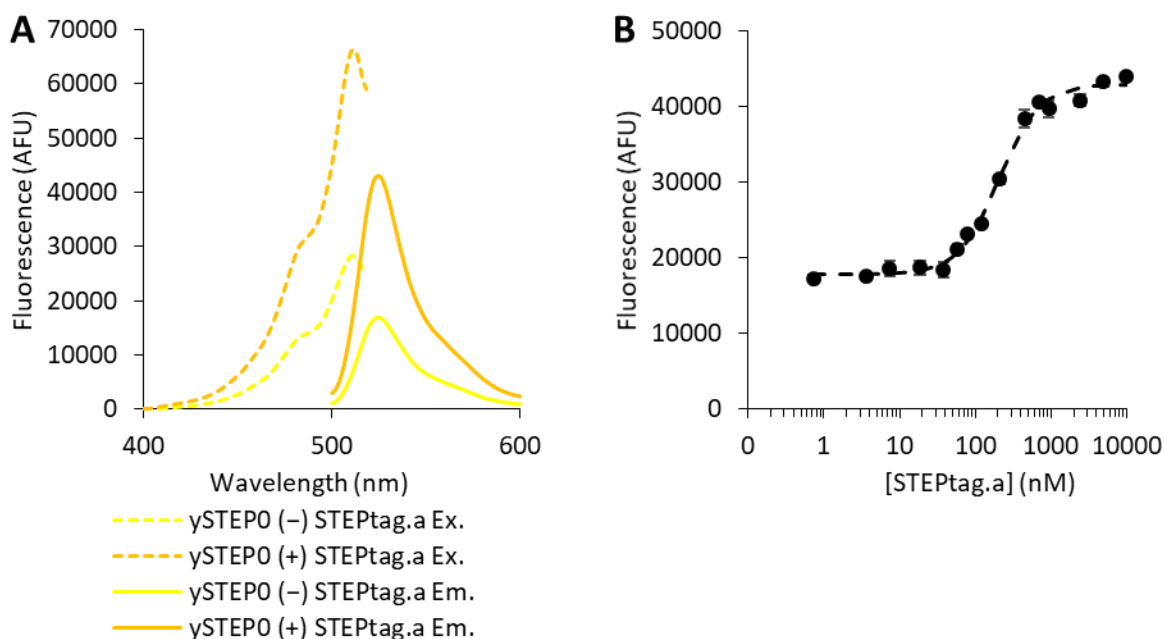 A
70000
60000
50000
40000
30000
20000
10000
0
Fluorescence (AFU)
400 500 600
Wavelength (nm)
ySTEP0 (−) STEPtag.a Ex.
ySTEP0 (+) STEPtag.a Ex.
ySTEP0 (−) STEPtag.a Em.
ySTEP0 (+) STEPtag.a Em.
B
50000
40000
30000
20000
10000
0
Fluorescence (AFU)
0 1 10 100 1000 10000
[STEPtag.a] (nM)